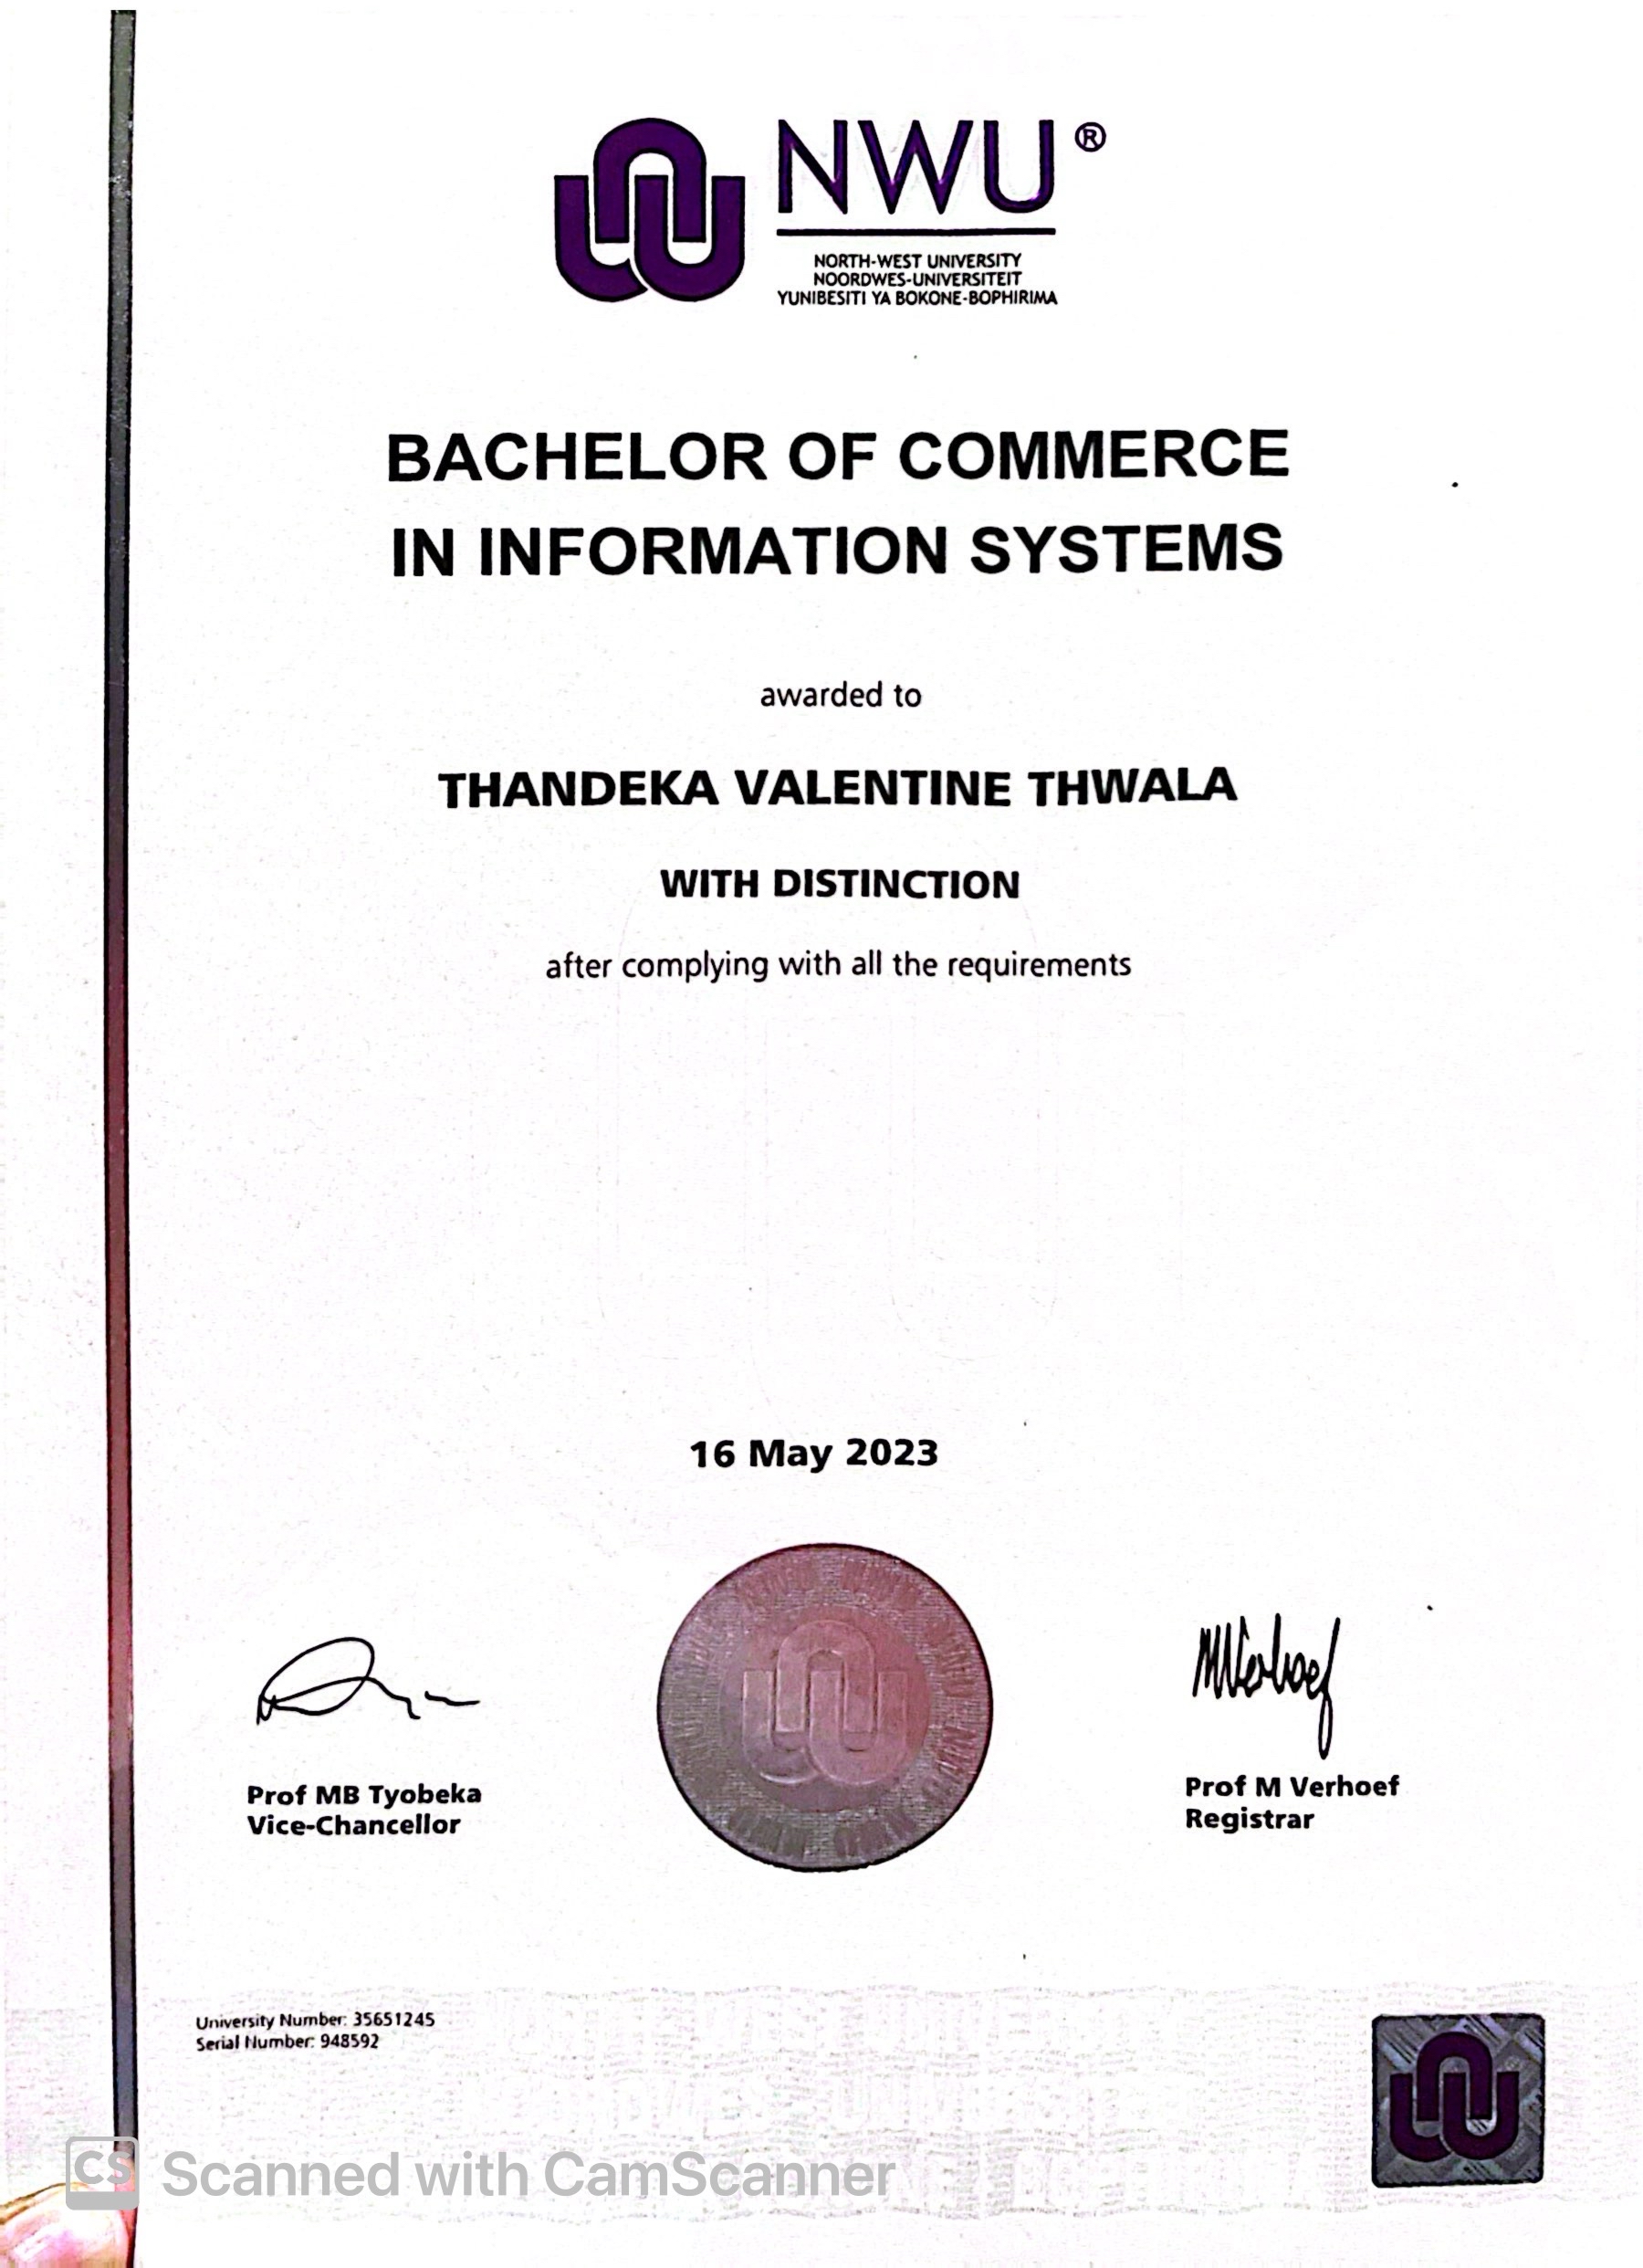 NWU®
NORTH-WEST UNIVERSITY
NOORDWES-UNIVERSITEIT
YUNIBESITI YA BOKONE-BOPHIRIMA
BACHELOR OF COMMERCE
IN INFORMATION SYSTEMS
awarded to
THANDEKA VALENTINE THWALA
WITH DISTINCTION
after complying with all the requirements
16 May 2023
MVerhoef
Prof MB Tyobeka
Vice-Chancellor
Prof M Verhoef
Registrar
University Number: 35651245
Serial Number: 948592
CS Scanned with CamScanner